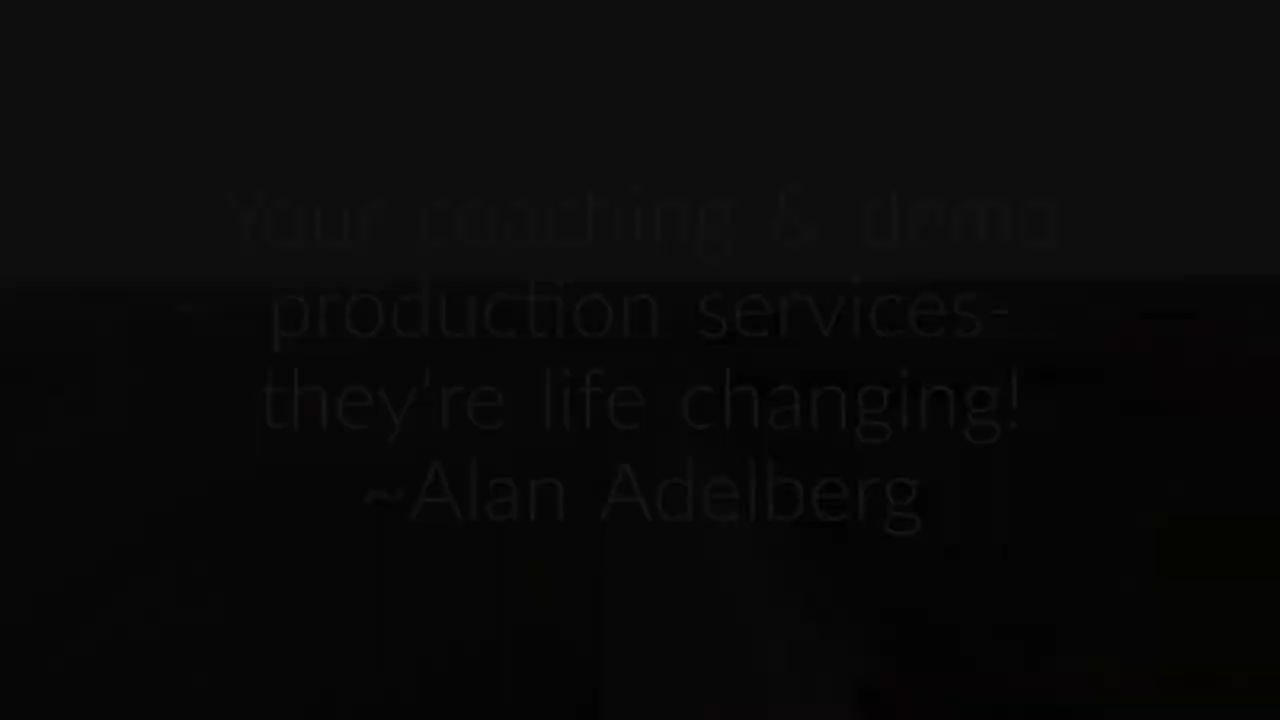 Your coaching & demo
production services-
they're life changing!
~Alan Adelberg